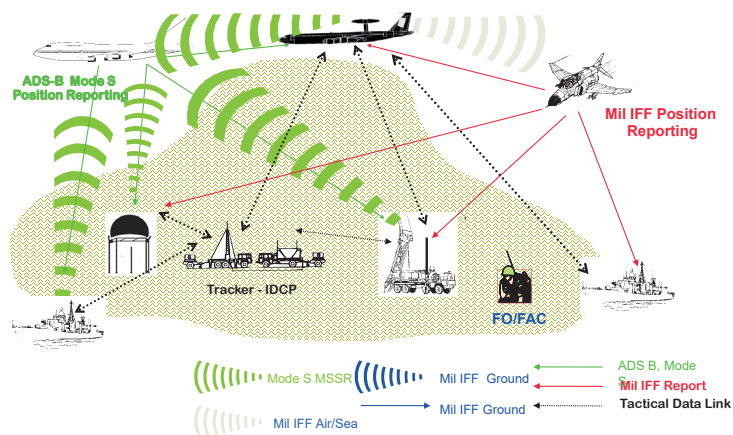 ADS-B Mode S
Position Reporting
Mil IFF Position
Reporting
Tracker - IDCP
FO/FAC
Mode S MSSR
Mil IFF Ground
ADS B, Mode
S
Mil IFF Report
Mil IFF Air/Sea
Mil IFF Ground
Tactical Data Link